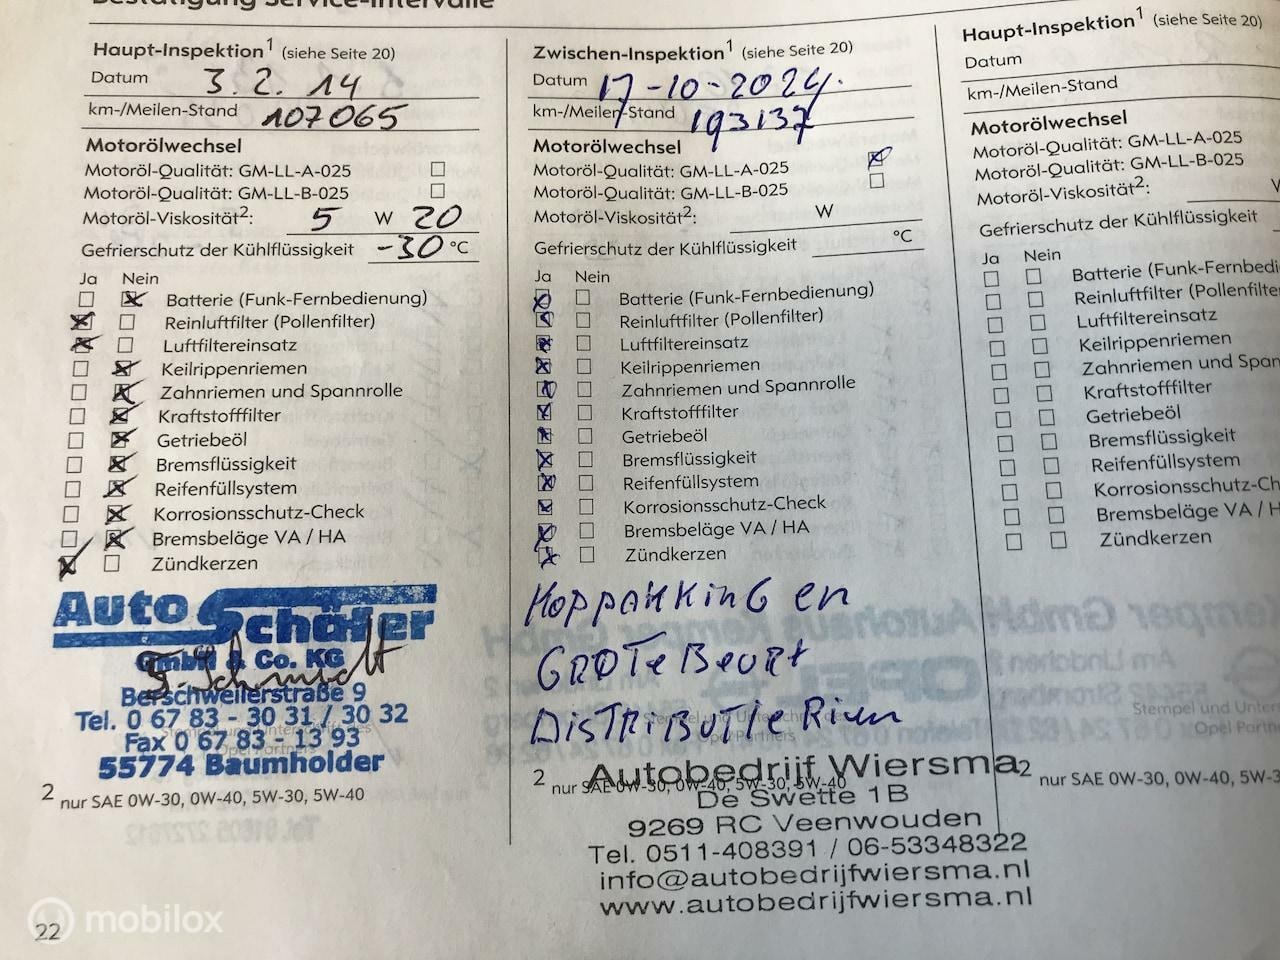 Bestätigung Service-Intervalle
Haupt-Inspektion¹ (siehe Seite 20)
Datum 3.2.14
km-/Meilen-Stand 107065
Motorölwechsel
Motoröl-Qualität: GM-LL-A-025
Motoröl-Qualität: GM-LL-B-025
Motoröl-Viskosität²: 5 W 20
Gefrierschutz der Kühlflüssigkeit -30 °C
Ja Nein
Batterie (Funk-Fernbedienung)
Reinluftfilter (Pollenfilter)
Luftfiltereinsatz
Keilrippenriemen
Zahnriemen und Spannrolle
Kraftstofffilter
Getriebeöl
Bremsflüssigkeit
Reifenfüllsystem
Korrosionsschutz-Check
Bremsbeläge VA / HA
Zündkerzen
Auto Schäfer
GmbH & Co. KG
Berschweilerstraße 9
Tel. 0 67 83 - 30 31 / 30 32
Fax 0 67 83 - 13 93
Opel Partners
55774 Baumholder
² nur SAE 0W-30, 0W-40, 5W-30, 5W-40
22
Zwischen-Inspektion¹ (siehe Seite 20)
Datum 17-10-2024.
km-/Meilen-Stand 193137
Motorölwechsel
Motoröl-Qualität: GM-LL-A-025
Motoröl-Qualität: GM-LL-B-025
Motoröl-Viskosität²: W
Gefrierschutz der Kühlflüssigkeit °C
Ja Nein
Batterie (Funk-Fernbedienung)
Reinluftfilter (Pollenfilter)
Luftfiltereinsatz
Keilrippenriemen
Zahnriemen und Spannrolle
Kraftstofffilter
Getriebeöl
Bremsflüssigkeit
Reifenfüllsystem
Korrosionsschutz-Check
Bremsbeläge VA / HA
Zündkerzen
KOPPAKKING en
GROTE BeuRt
DISTRIBUTIE Riem
Opel Partners
² nur SAE 0W-30, 0W-40, 5W-30, 5W-40
Autobedrijf Wiersma
De Swette 1B
9269 RC Veenwouden
Tel. 0511-408391 / 06-53348322
info@autobedrijfwiersma.nl
www.autobedrijfwiersma.nl
Haupt-Inspektion¹ (siehe Seite 20)
Datum
km-/Meilen-Stand
Motorölwechsel
Motoröl-Qualität: GM-LL-A-025
Motoröl-Qualität: GM-LL-B-025
Motoröl-Viskosität²:
Gefrierschutz der Kühlflüssigkeit
Ja Nein
Batterie (Funk-Fernbedi
Reinluftfilter (Pollenfilte
Luftfiltereinsatz
Keilrippenriemen
Zahnriemen und Span
Kraftstofffilter
Getriebeöl
Bremsflüssigkeit
Reifenfüllsystem
Korrosionsschutz-Ch
Bremsbeläge VA / HA
Zündkerzen
Stempel und Unter
Opel Partn
² nur SAE 0W-30, 0W-40, 5W-3
mobilox